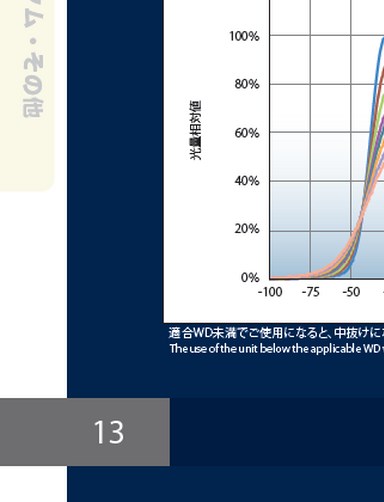 ム・その他
100%
80%
60%
40%
20%
0%
光量相対値
-100 -75 -50
適合WD未満でご使用になると、中抜けに
The use of the unit below the applicable WD
13